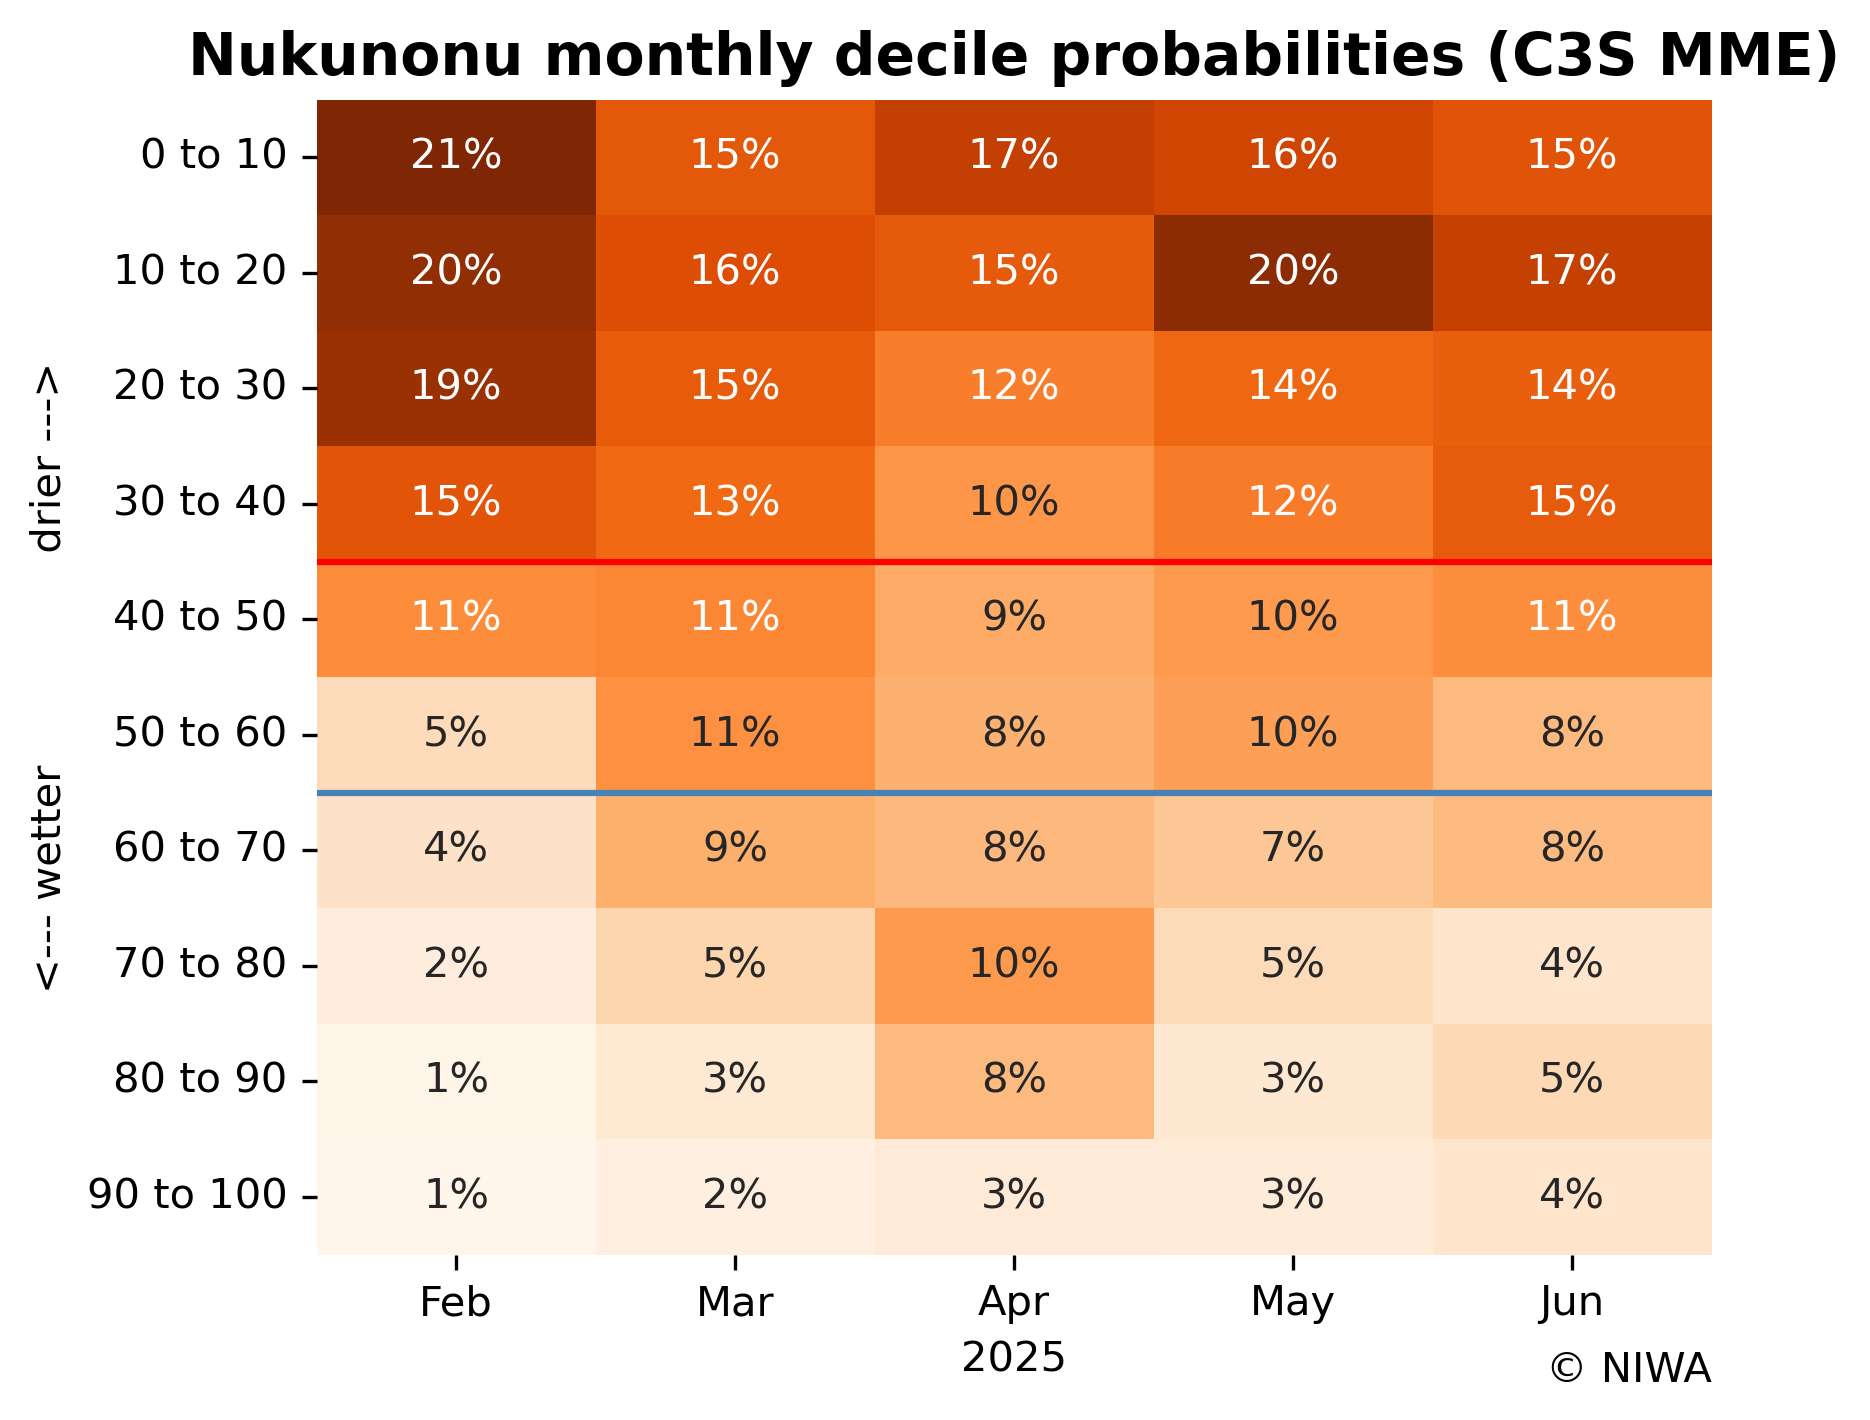 Nukunonu monthly decile probabilities (C3S MME)
0 to 10 21% 15% 17% 16% 15%
10 to 20 20% 16% 15% 20% 17%
20 to 30 19% 15% 12% 14% 14%
drier --->
30 to 40 15% 13% 10% 12% 15%
40 to 50 11% 11% 9% 10% 11%
50 to 60 5% 11% 8% 10% 8%
<--- wetter
60 to 70 4% 9% 8% 7% 8%
70 to 80 2% 5% 10% 5% 4%
80 to 90 1% 3% 8% 3% 5%
90 to 100 1% 2% 3% 3% 4%
Feb Mar Apr May Jun
2025
© NIWA